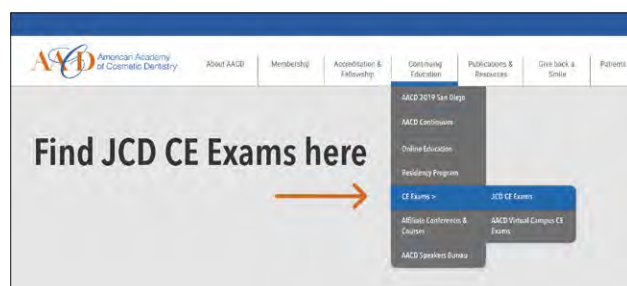 AACD American Academy
of Cosmetic Dentistry
About AACD
Membership
Accreditation &
Fellowship
Continuing
Education
Publications &
Resources
Give back a
Smile
Patients
AACD 2019 San Diego
AACD Continuum
Online Education
Residency Program
CE Exams >
JCD CE Exams
Affiliate Conferences &
Courses
AACD Virtual Campus CE
Exams
AACD Speakers Bureau
Find JCD CE Exams here